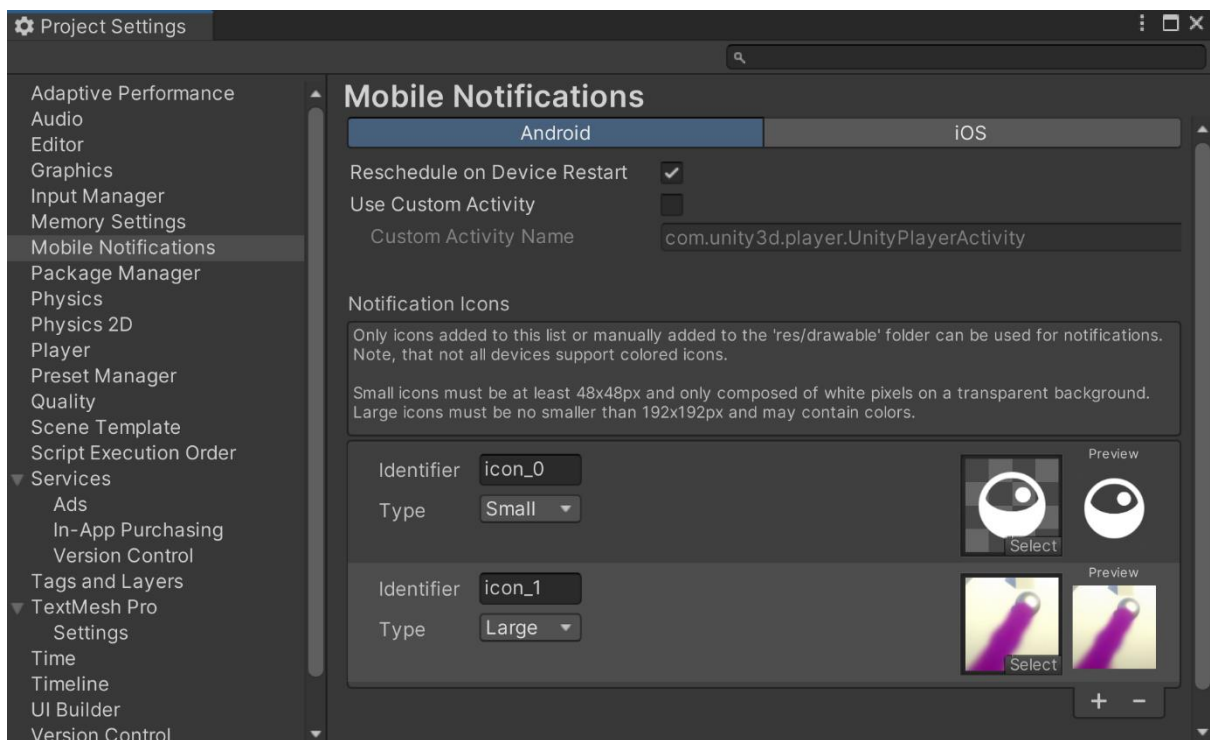 Project Settings
Adaptive Performance
Audio
Editor
Graphics
Input Manager
Memory Settings
Mobile Notifications
Package Manager
Physics
Physics 2D
Player
Preset Manager
Quality
Scene Template
Script Execution Order
Services
Ads
In-App Purchasing
Version Control
Tags and Layers
TextMesh Pro
Settings
Time
Timeline
UI Builder
Version Control
Mobile Notifications
Android
iOS
Reschedule on Device Restart
Use Custom Activity
Custom Activity Name
com.unity3d.player.UnityPlayerActivity
Notification Icons
Only icons added to this list or manually added to the 'res/drawable' folder can be used for notifications.
Note, that not all devices support colored icons.
Small icons must be at least 48x48px and only composed of white pixels on a transparent background.
Large icons must be no smaller than 192x192px and may contain colors.
Identifier icon_0
Type Small
Select
Preview
Identifier icon_1
Type Large
Select
Preview